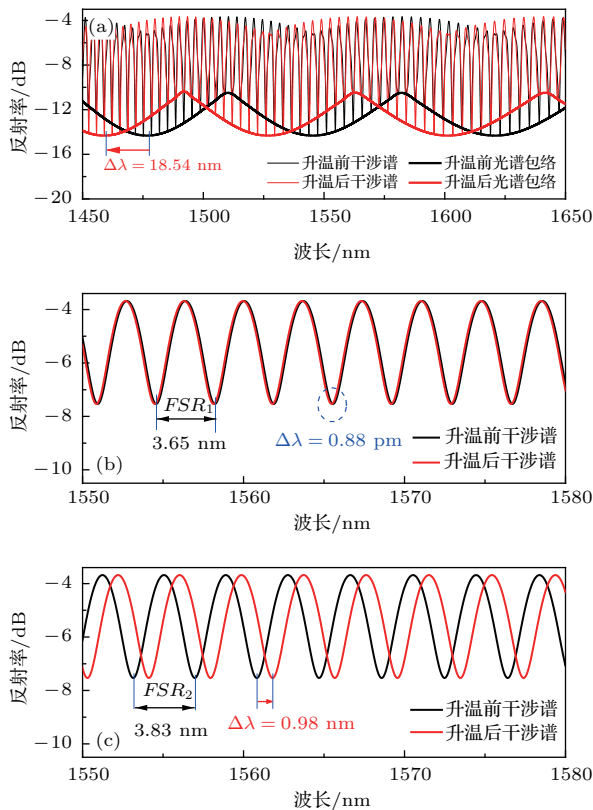 (a)
反射率/dB
−4
−8
−12
−16
−20
Δλ = 18.54 nm
升温前干涉谱 升温前光谱包络
升温后干涉谱 升温后光谱包络
1450 1500 1550 1600 1650
波长/nm
反射率/dB
−4
−6
−8
−10
FSR₁
3.65 nm
Δλ = 0.88 pm
升温前干涉谱
升温后干涉谱
(b)
1550 1560 1570 1580
波长/nm
反射率/dB
−4
−6
−8
−10
FSR₂
3.83 nm
Δλ = 0.98 nm
升温前干涉谱
升温后干涉谱
(c)
1550 1560 1570 1580
波长/nm